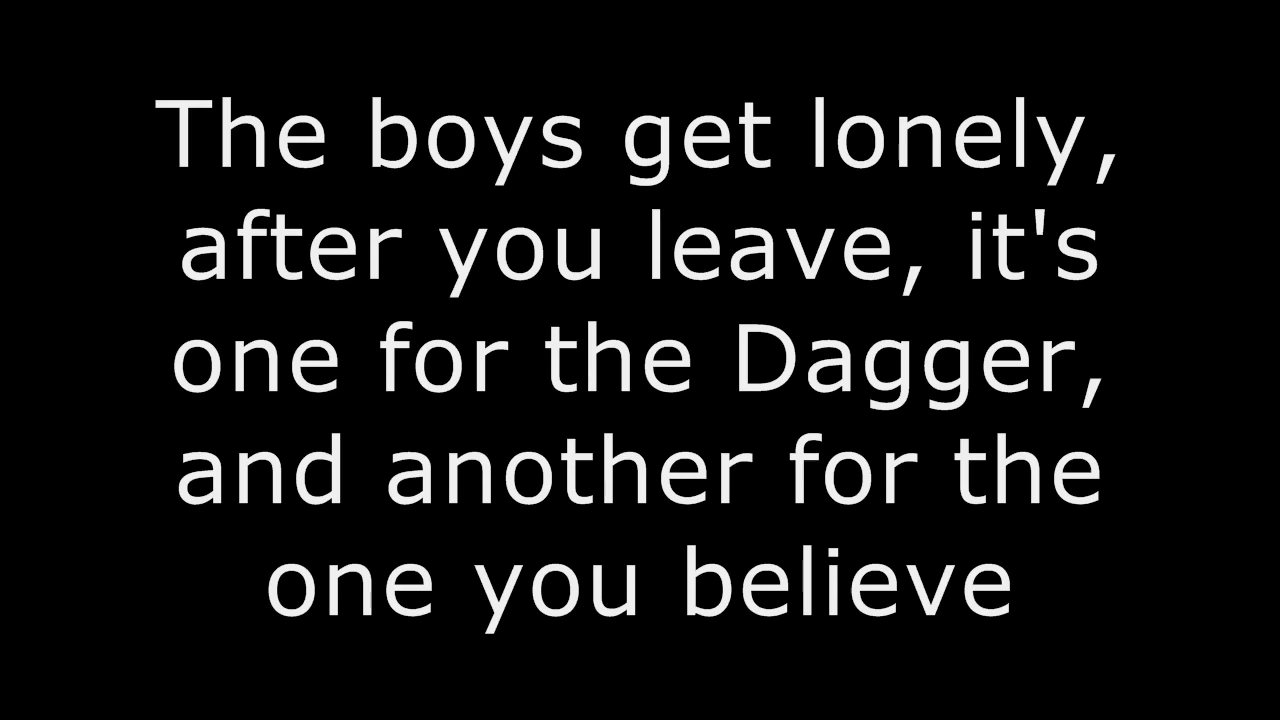 The boys get lonely,
after you leave, it's
one for the Dagger,
and another for the
one you believe